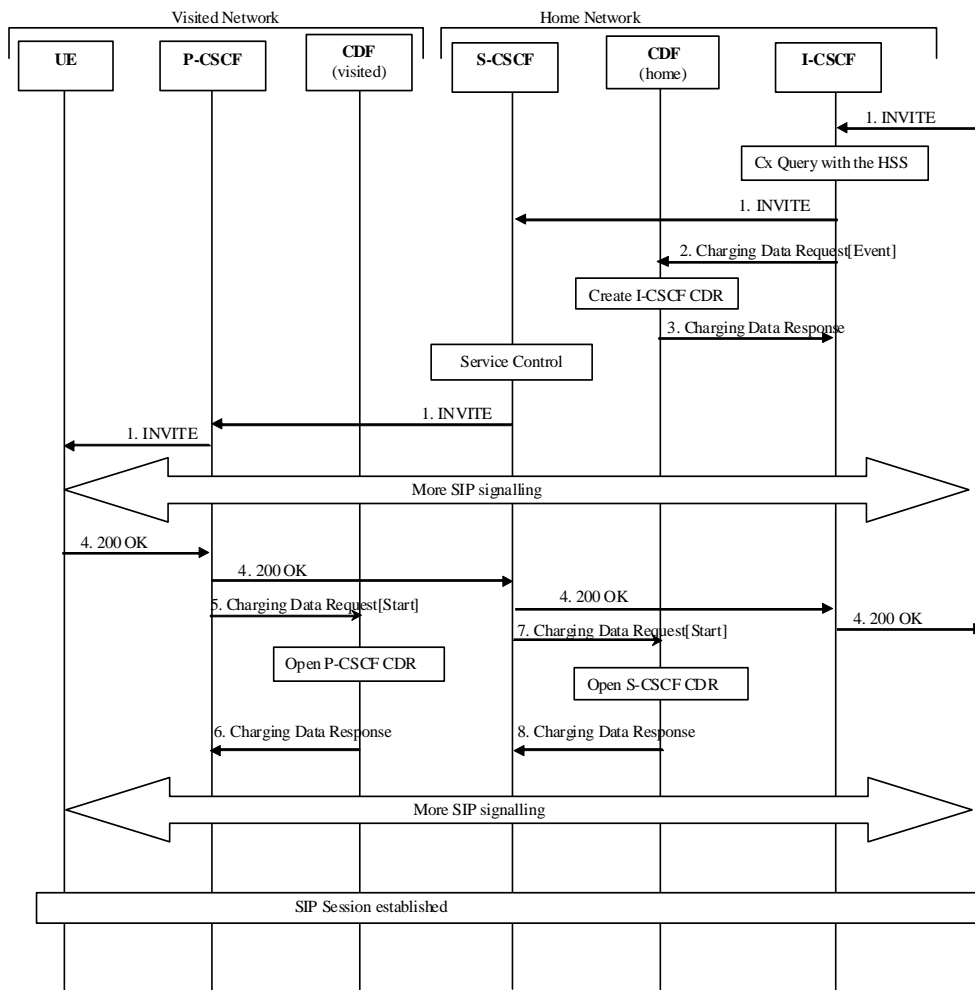 Visited Network
Home Network
UE
P-CSCF
CDF
(visited)
S-CSCF
CDF
(home)
I-CSCF
1. INVITE
Cx Query with the HSS
1. INVITE
2. Charging Data Request[Event]
Create I-CSCF CDR
3. Charging Data Response
Service Control
1. INVITE
1. INVITE
More SIP signalling
4. 200 OK
4. 200 OK
5. Charging Data Request[Start]
4. 200 OK
4. 200 OK
7. Charging Data Request[Start]
Open P-CSCF CDR
Open S-CSCF CDR
6. Charging Data Response
8. Charging Data Response
More SIP signalling
SIP Session established